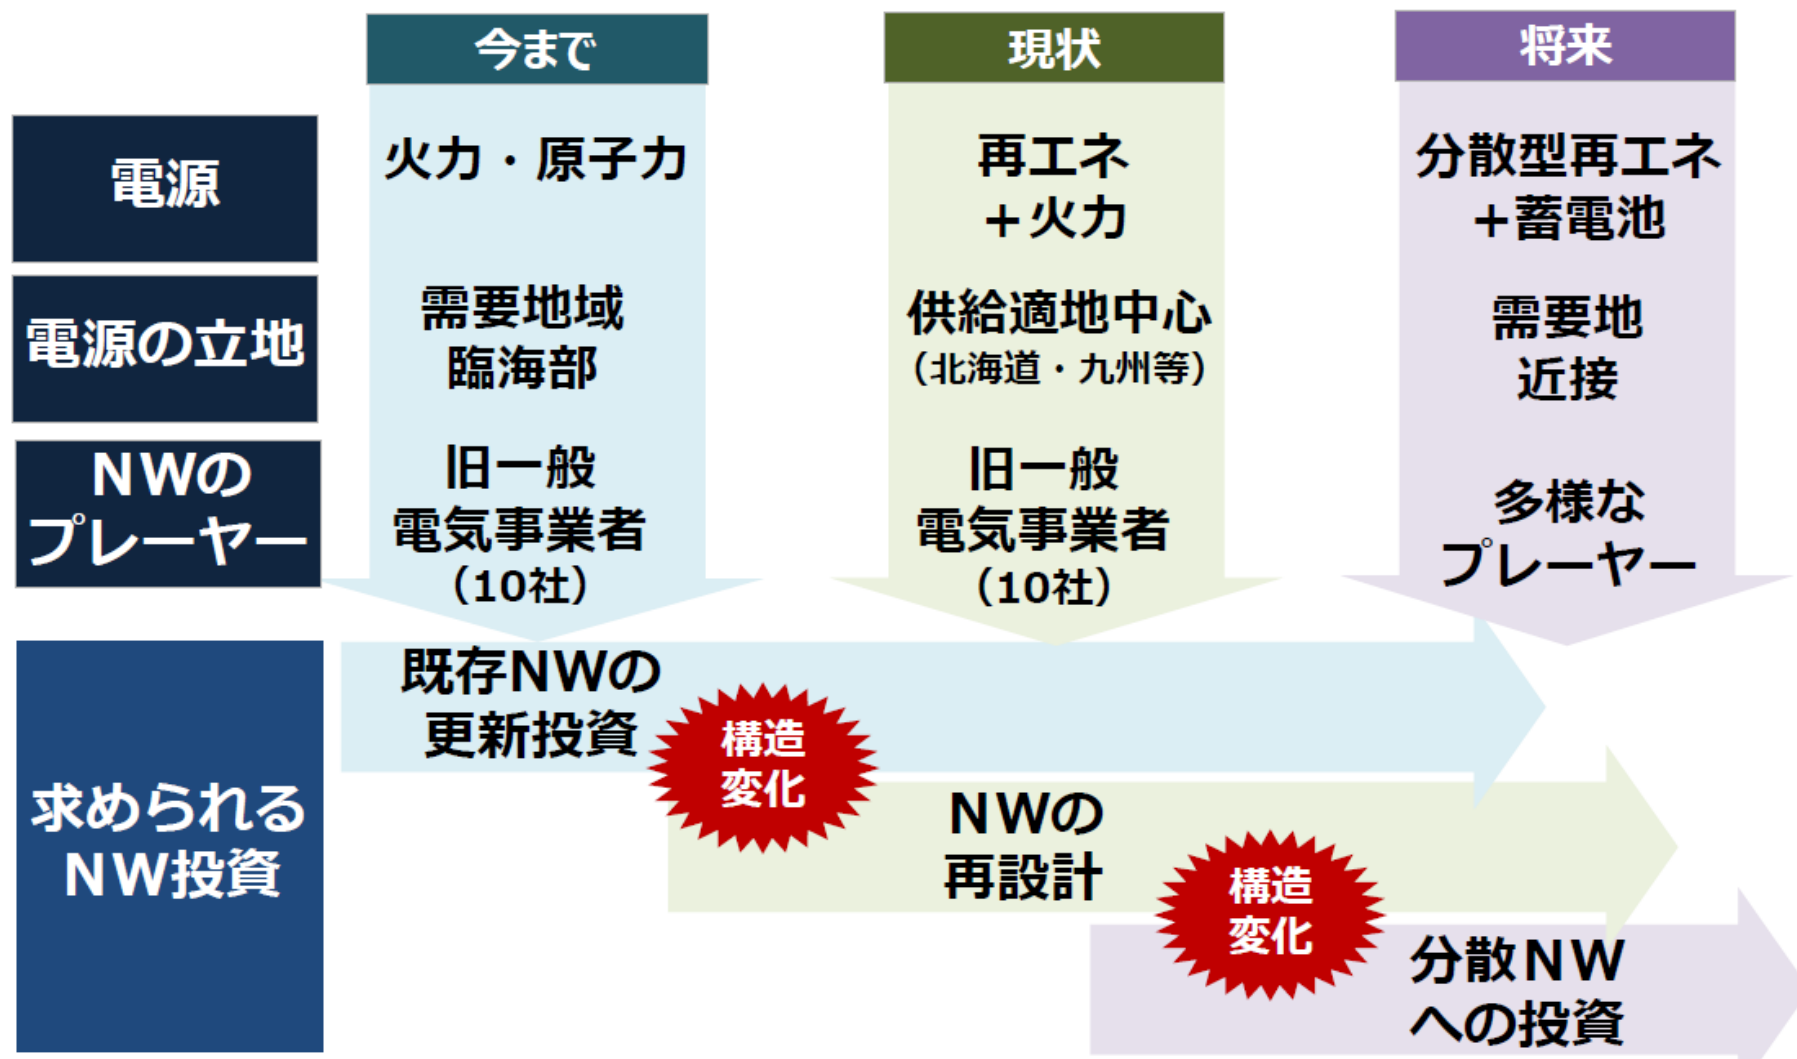 今まで
現状
将来
電源
火力・原子力
再エネ
+火力
分散型再エネ
+蓄電池
電源の立地
需要地域
臨海部
供給適地中心
（北海道・九州等）
需要地
近接
NWの
プレーヤー
旧一般
電気事業者
（10社）
旧一般
電気事業者
（10社）
多様な
プレーヤー
求められる
NW投資
既存NWの
更新投資
構造
変化
NWの
再設計
構造
変化
分散NW
への投資